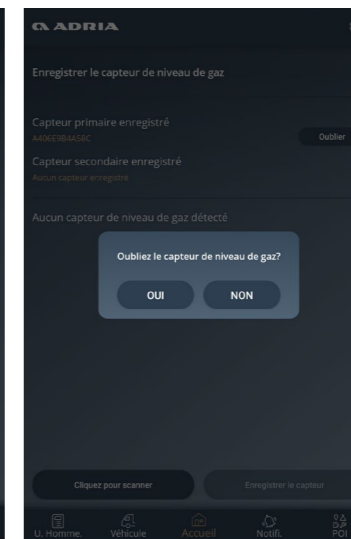 ADRIA
Enregistrer le capteur de niveau de gaz
Capteur primaire enregistré
A406E9B4A58C
Oublier
Capteur secondaire enregistré
Aucun capteur enregistré
Aucun capteur de niveau de gaz détecté
Oubliez le capteur de niveau de gaz?
OUI NON
Cliquez pour scanner Enregistrer le capteur
U. Homme. Véhicule Accueil Notifi. POI